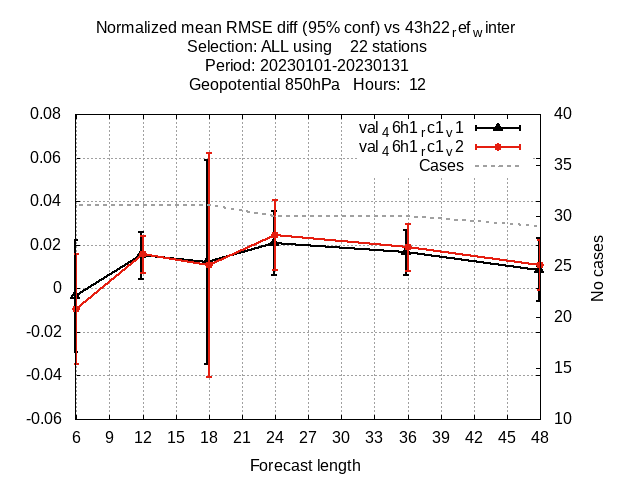 Normalized mean RMSE diff (95% conf) vs 43h22refwinter
Selection: ALL using 22 stations
Period: 20230101-20230131
Geopotential 850hPa Hours: 12
val46h1rc1v1
val46h1rc1v2
Cases
0.08
0.06
0.04
0.02
0
-0.02
-0.04
-0.06
40
35
30
25
20
15
10
No cases
6 9 12 15 18 21 24 27 30 33 36 39 42 45 48
Forecast length